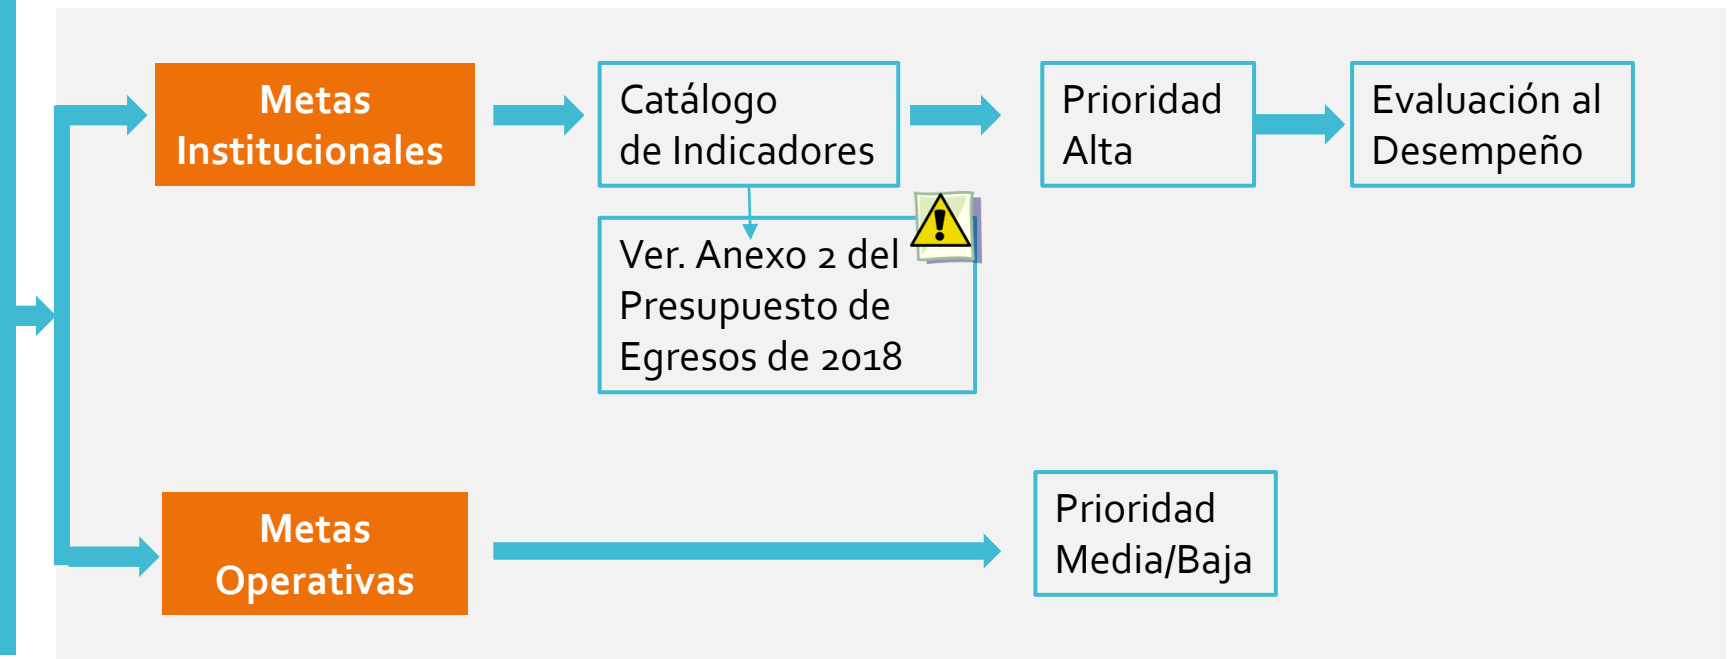 Metas
Institucionales
Catálogo
de Indicadores
Prioridad
Alta
Evaluación al
Desempeño
Ver. Anexo 2 del
Presupuesto de
Egresos de 2018
Metas
Operativas
Prioridad
Media/Baja